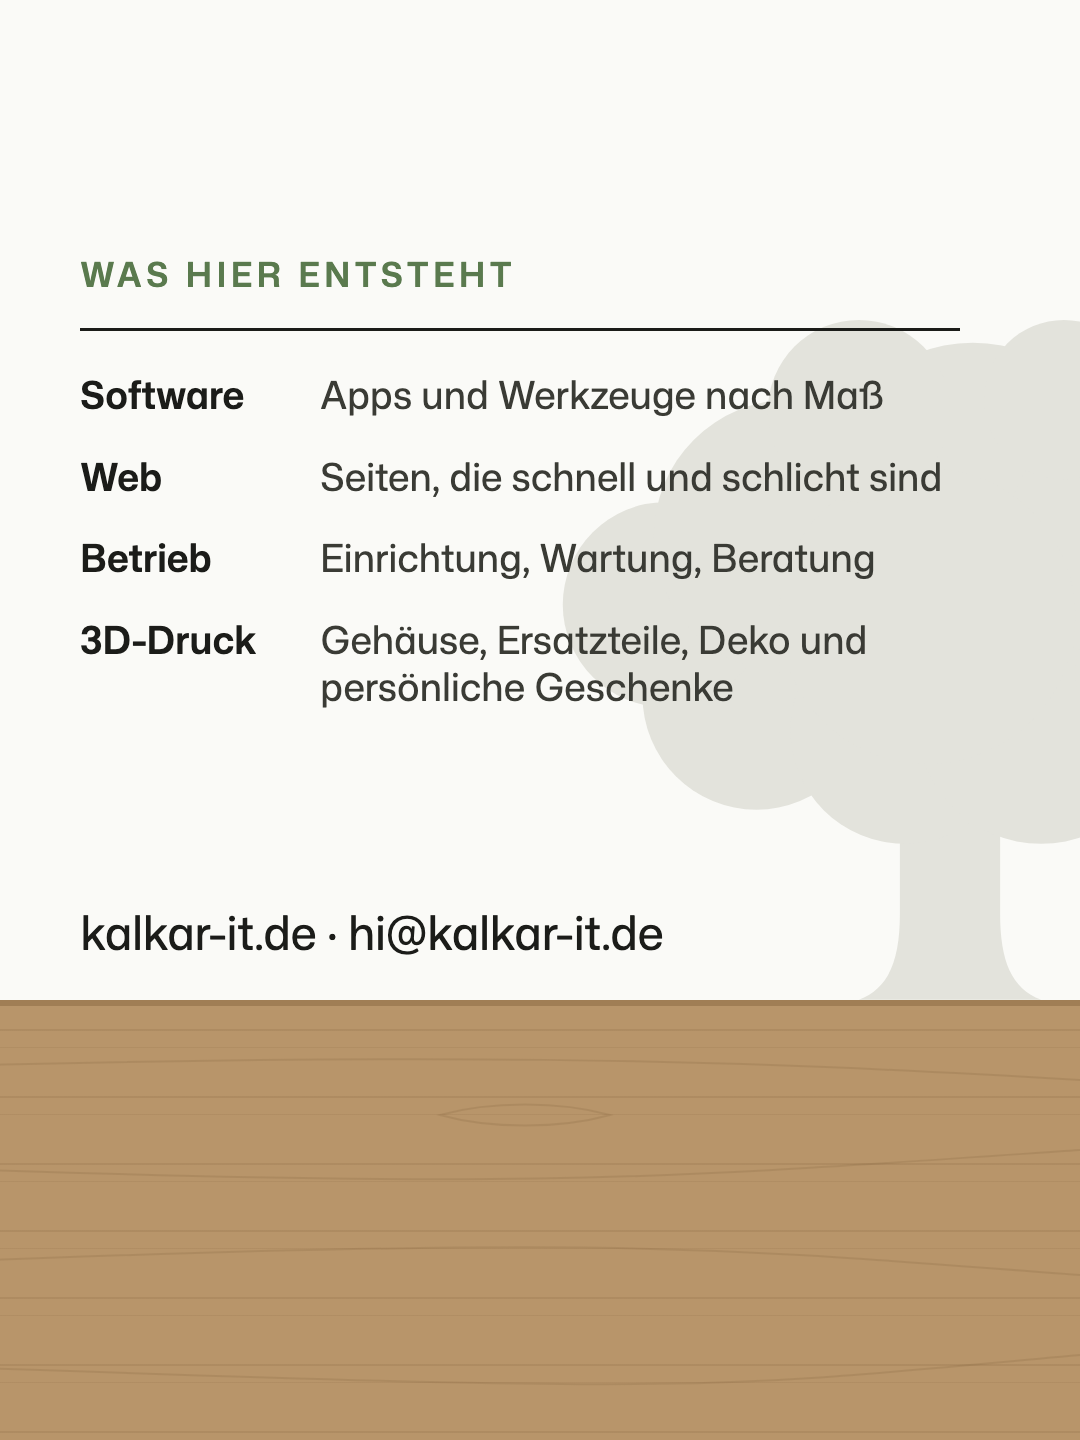 WAS HIER ENTSTEHT
Software Apps und Werkzeuge nach Maß
Web Seiten, die schnell und schlicht sind
Betrieb Einrichtung, Wartung, Beratung
3D-Druck Gehäuse, Ersatzteile, Deko und
persönliche Geschenke
kalkar-it.de · hi@kalkar-it.de